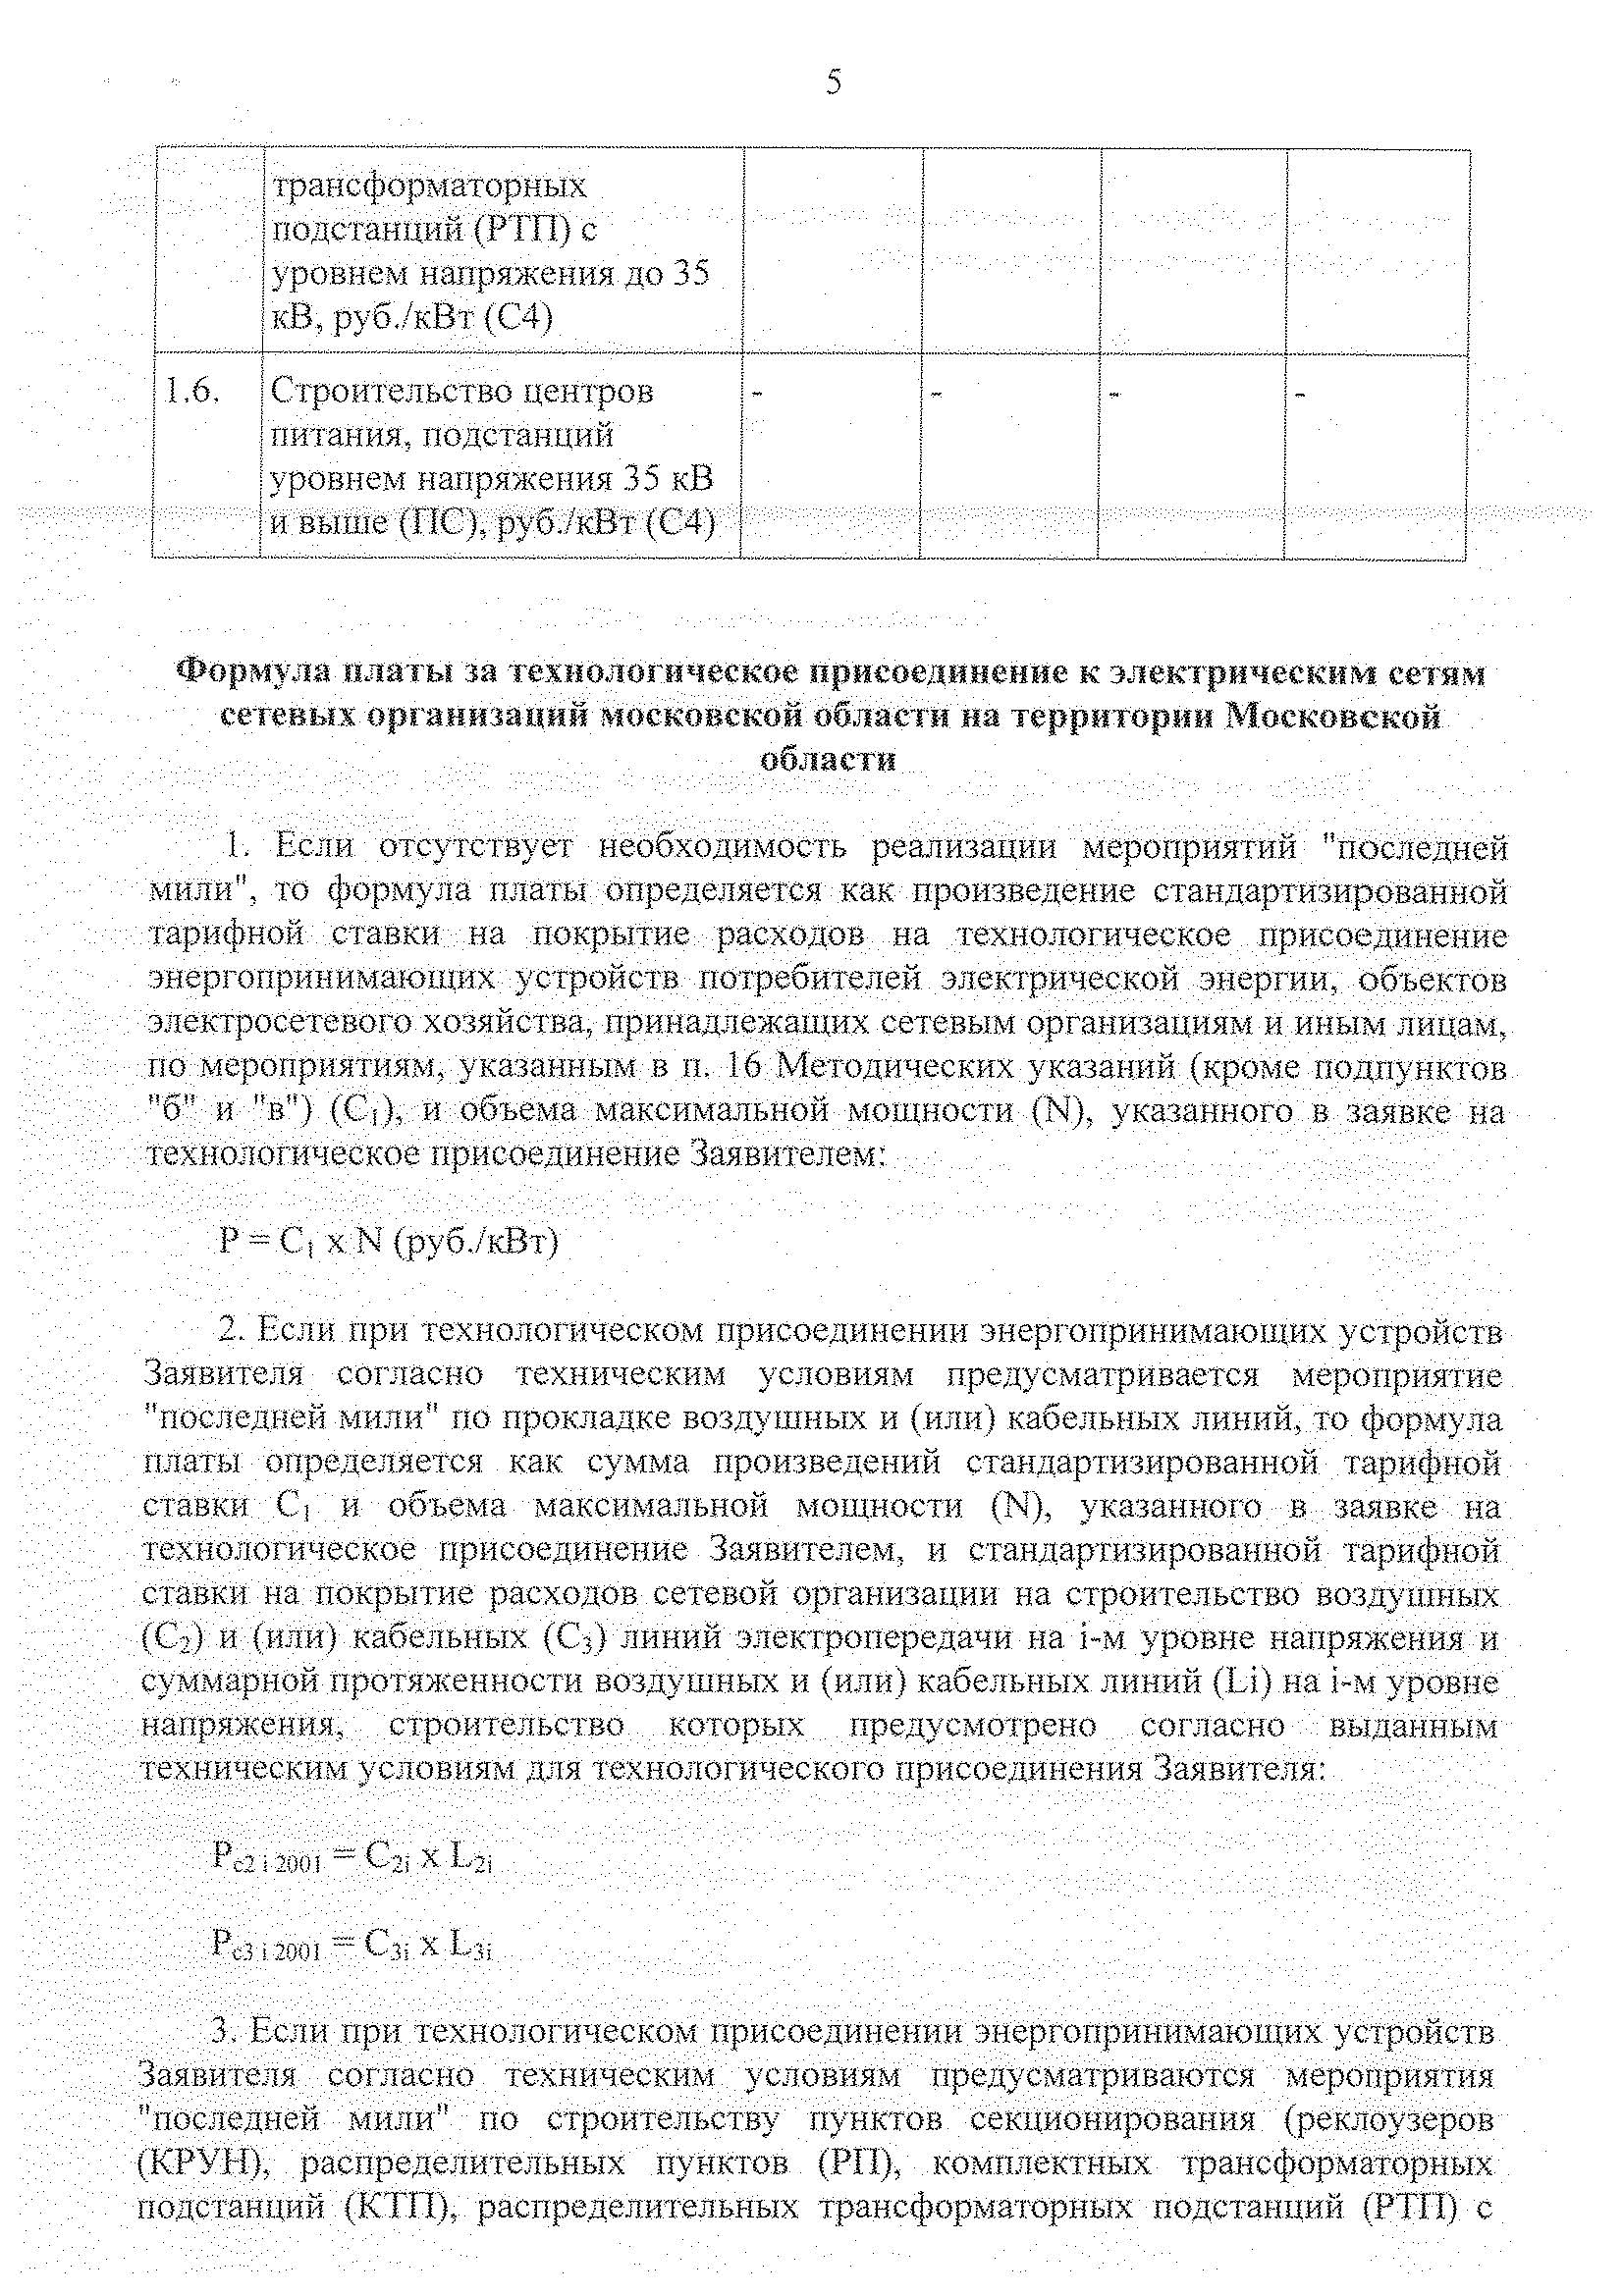 5
трансформаторных
подстанций (РТП) с
уровнем напряжения до 35
кВ, руб./кВт (С4)
1.6. Строительство центров - - - -
питания, подстанций
уровнем напряжения 35 кВ
и выше (ПС), руб./кВт (С4)
Формула платы за технологическое присоединение к электрическим сетям
сетевых организаций московской области на территории Московской
области
1. Если отсутствует необходимость реализации мероприятий "последней
мили", то формула платы определяется как произведение стандартизированной
тарифной ставки на покрытие расходов на технологическое присоединение
энергопринимающих устройств потребителей электрической энергии, объектов
электросетевого хозяйства, принадлежащих сетевым организациям и иным лицам,
по мероприятиям, указанным в п. 16 Методических указаний (кроме подпунктов
"б" и "в") (С₁), и объема максимальной мощности (N), указанного в заявке на
технологическое присоединение Заявителем:
Р = С₁ х N (руб./кВт)
2. Если при технологическом присоединении энергопринимающих устройств
Заявителя согласно техническим условиям предусматривается мероприятие
"последней мили" по прокладке воздушных и (или) кабельных линий, то формула
платы определяется как сумма произведений стандартизированной тарифной
ставки С₁ и объема максимальной мощности (N), указанного в заявке на
технологическое присоединение Заявителем, и стандартизированной тарифной
ставки на покрытие расходов сетевой организации на строительство воздушных
(С₂) и (или) кабельных (С₃) линий электропередачи на i-м уровне напряжения и
суммарной протяженности воздушных и (или) кабельных линий (Li) на i-м уровне
напряжения, строительство которых предусмотрено согласно выданным
техническим условиям для технологического присоединения Заявителя:
Рс2 i 2001 = С2i х L2i
Рс3 i 2001 = С3i х L3i
3. Если при технологическом присоединении энергопринимающих устройств
Заявителя согласно техническим условиям предусматриваются мероприятия
"последней мили" по строительству пунктов секционирования (реклоузеров
(КРУН), распределительных пунктов (РП), комплектных трансформаторных
подстанций (КТП), распределительных трансформаторных подстанций (РТП) с